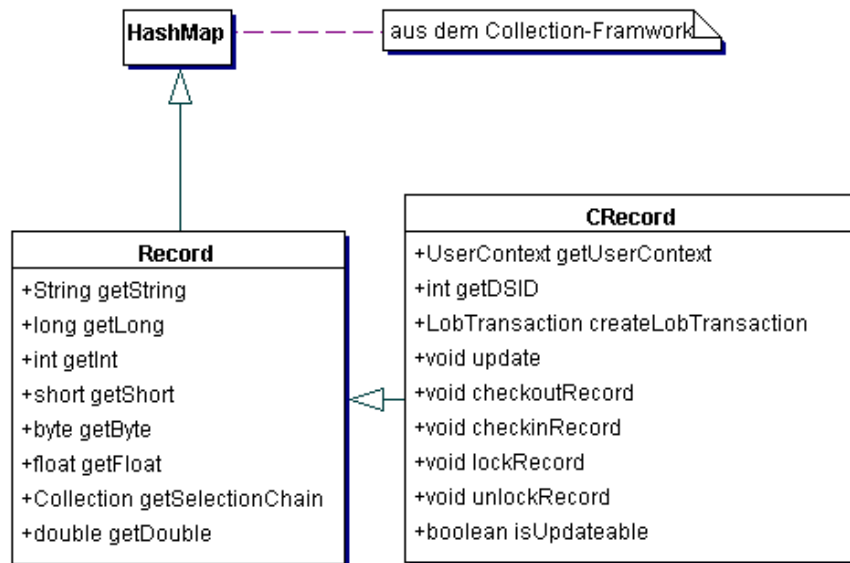 HashMap
aus dem Collection-Framwork
Record
+String getString
+long getLong
+int getInt
+short getShort
+byte getByte
+float getFloat
+Collection getSelectionChain
+double getDouble
CRecord
+UserContext getUserContext
+int getDSID
+LobTransaction createLobTransaction
+void update
+void checkoutRecord
+void checkinRecord
+void lockRecord
+void unlockRecord
+boolean isUpdateable